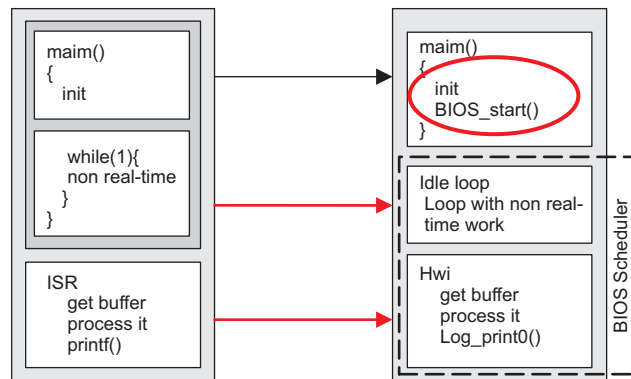 maim()
{
init
while(1){
non real-time
}
}
ISR
get buffer
process it
printf()
maim()
{
init
BIOS_start()
}
Idle loop
Loop with non real-
time work
Hwi
get buffer
process it
Log_print0()
BIOS Scheduler